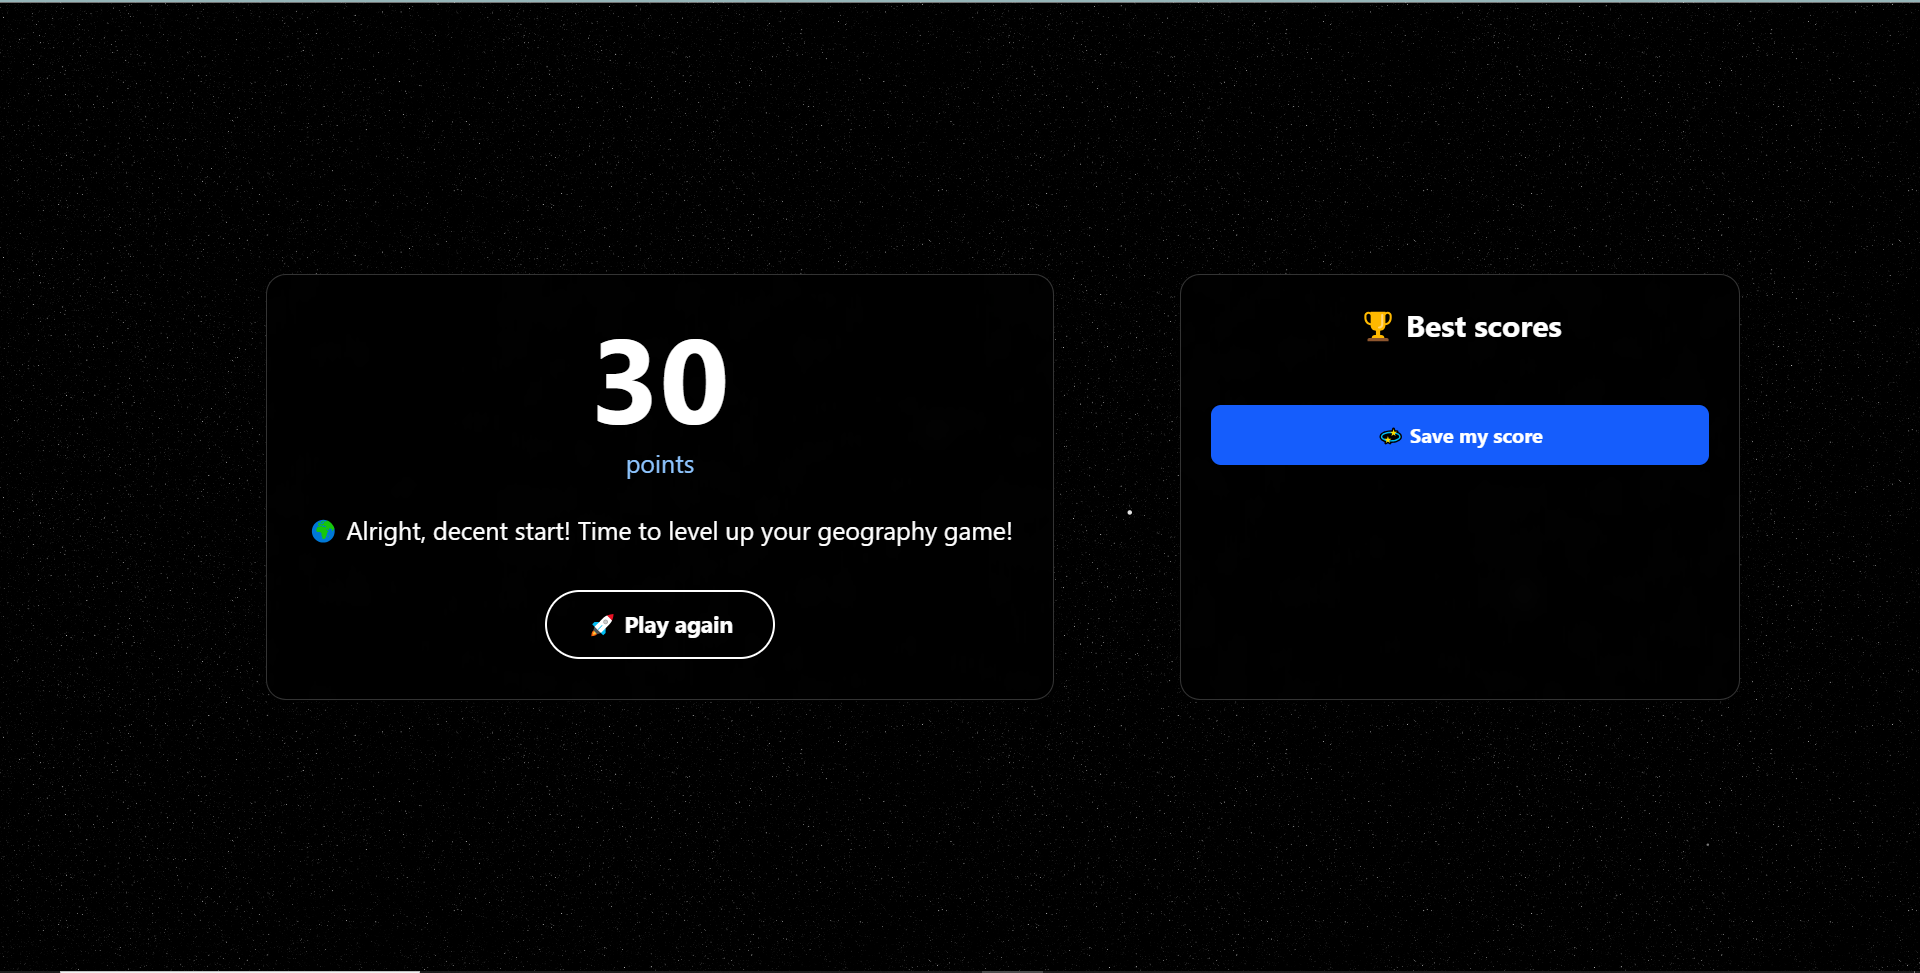 30
points
🌍 Alright, decent start! Time to level up your geography game!
🚀 Play again
🏆 Best scores
💫 Save my score